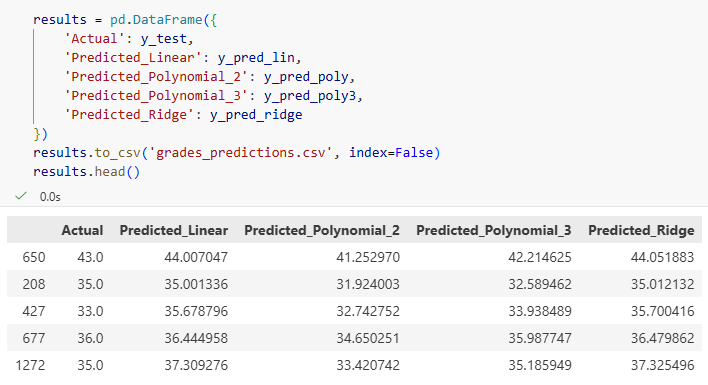 results = pd.DataFrame({
    'Actual': y_test,
    'Predicted_Linear': y_pred_lin,
    'Predicted_Polynomial_2': y_pred_poly,
    'Predicted_Polynomial_3': y_pred_poly3,
    'Predicted_Ridge': y_pred_ridge
})
results.to_csv('grades_predictions.csv', index=False)
results.head()
0.0s
Actual Predicted_Linear Predicted_Polynomial_2 Predicted_Polynomial_3 Predicted_Ridge
650 43.0 44.007047 41.252970 42.214625 44.051883
208 35.0 35.001336 31.924003 32.589462 35.012132
427 33.0 35.678796 32.742752 33.938489 35.700416
677 36.0 36.444958 34.650251 35.987747 36.479862
1272 35.0 37.309276 33.420742 35.185949 37.325496